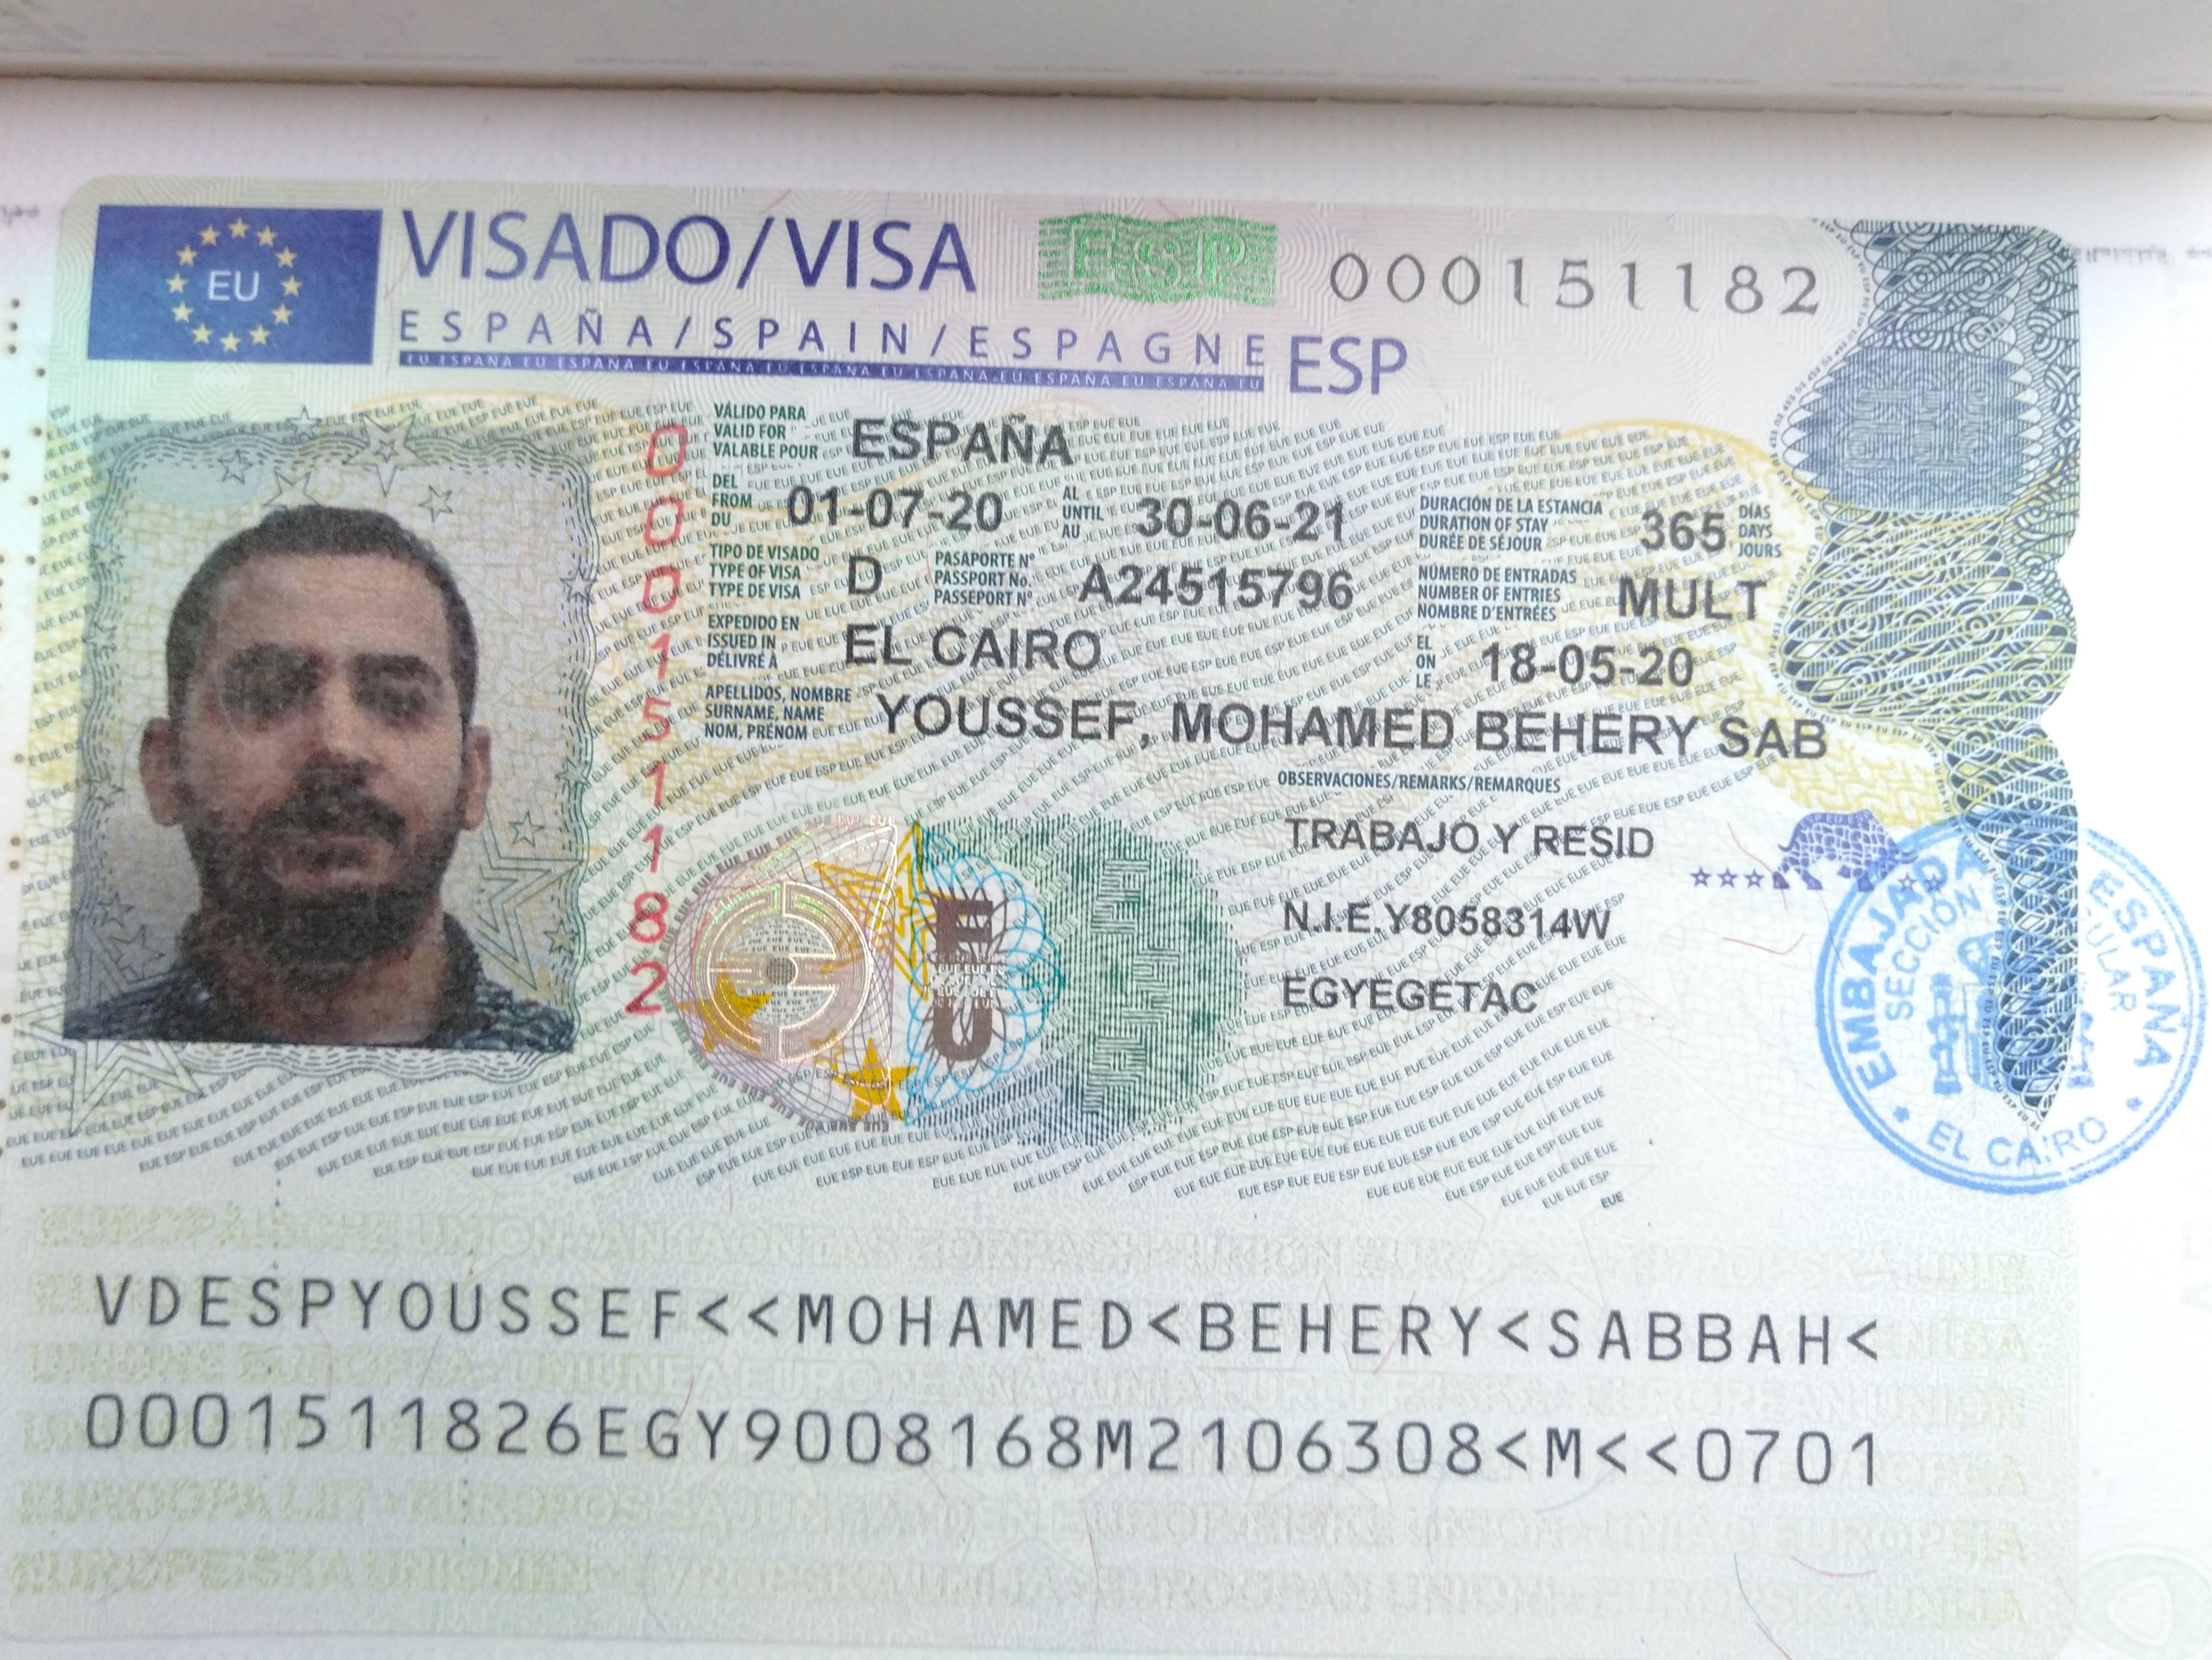 EU
VISADO/VISA
ESP
000151182
ESPAÑA/SPAIN/ESPAGNE
ESP
EU ESPAÑA EU ESPAÑA EU ESPAÑA EU ESPAÑA EU ESPAÑA EU ESPAÑA EU ESPAÑA EU
000151182
VÁLIDO PARA
VALID FOR
VALABLE POUR
ESPAÑA
DEL
FROM
DU
01-07-20
AL
UNTIL
AU
30-06-21
DURACIÓN DE LA ESTANCIA
DURATION OF STAY
DURÉE DE SÉJOUR
365
DÍAS
DAYS
JOURS
TIPO DE VISADO
TYPE OF VISA
TYPE DE VISA
D
PASAPORTE Nº
PASSPORT No.
PASSEPORT Nº
A24515796
NÚMERO DE ENTRADAS
NUMBER OF ENTRIES
NOMBRE D'ENTRÉES
MULT
EXPEDIDO EN
ISSUED IN
DÉLIVRÉ À
EL CAIRO
EL
ON
LE
18-05-20
APELLIDOS, NOMBRE
SURNAME, NAME
NOM, PRÉNOM
YOUSSEF, MOHAMED BEHERY SAB
OBSERVACIONES/REMARKS/REMARQUES
TRABAJO Y RESID
N.I.E.Y8058314W
EGYEGETAC
EU
EMBAJADA ESPAÑA
SECCIÓN
EL CAIRO
VDESPYOUSSEF<<MOHAMED<BEHERY<SABBAH<
0001511826EGY9008168M2106308<M<<0701